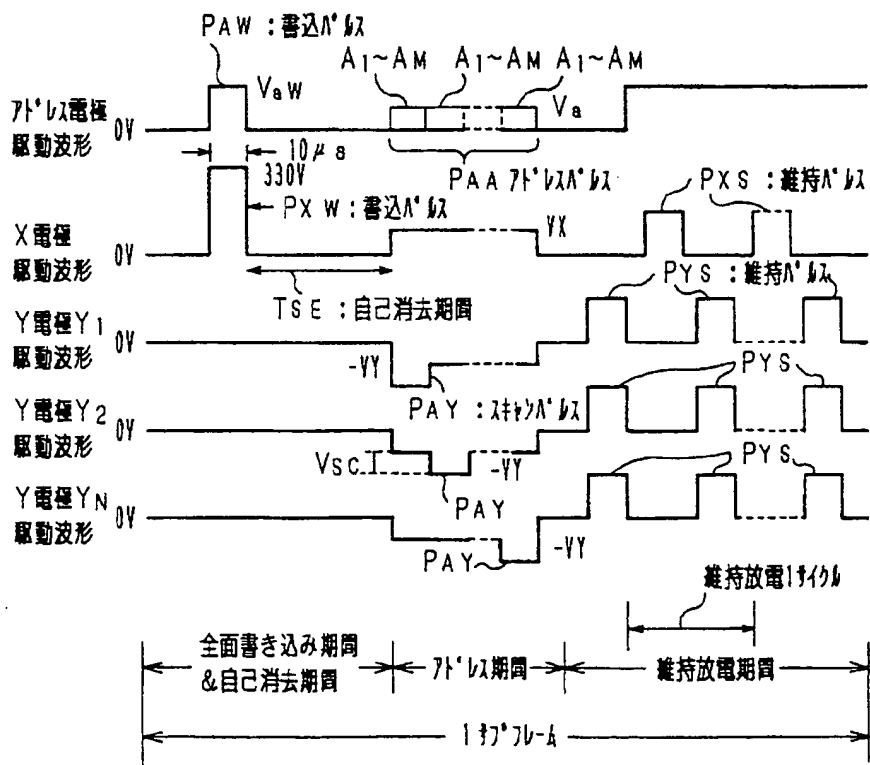 PAW：書込パルス
A1~AM A1~AM A1~AM
VaW
Va
アドレス電極
駆動波形
0V
10μs
330V
PAA アドレスパルス
PXW：書込パルス
PXS：維持パルス
X電極
駆動波形
0V
VX
TSE：自己消去期間
PYS：維持パルス
Y電極Y1
駆動波形
0V
-VY
PAY：スキャンパルス
PYS
Y電極Y2
駆動波形
0V
VSC
-VY
PAY
PYS
Y電極YN
駆動波形
0V
PAY
-VY
維持放電1サイクル
全面書き込み期間
&自己消去期間
アドレス期間
維持放電期間
1サブフレーム